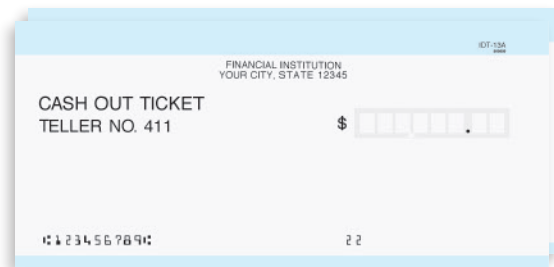 IDT-13A
FINANCIAL INSTITUTION
YOUR CITY, STATE 12345
CASH OUT TICKET
TELLER NO. 411 $ .
⑆123456789⑆ 22